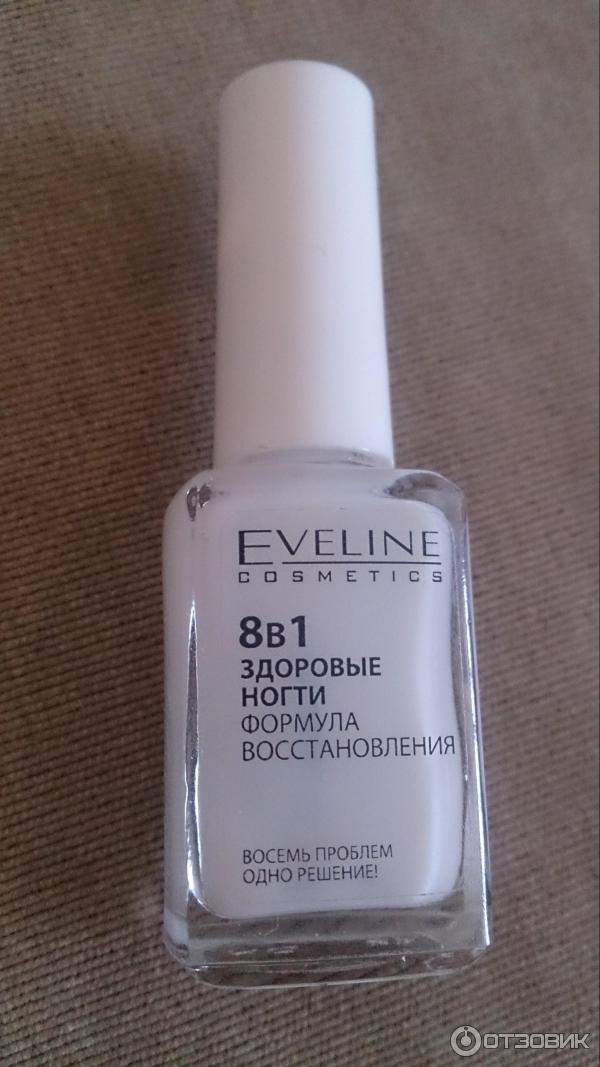 EVELINE
COSMETICS
8в1
ЗДОРОВЫЕ
НОГТИ
ФОРМУЛА
ВОССТАНОВЛЕНИЯ
ВОСЕМЬ ПРОБЛЕМ
ОДНО РЕШЕНИЕ!
ОТЗОВИК